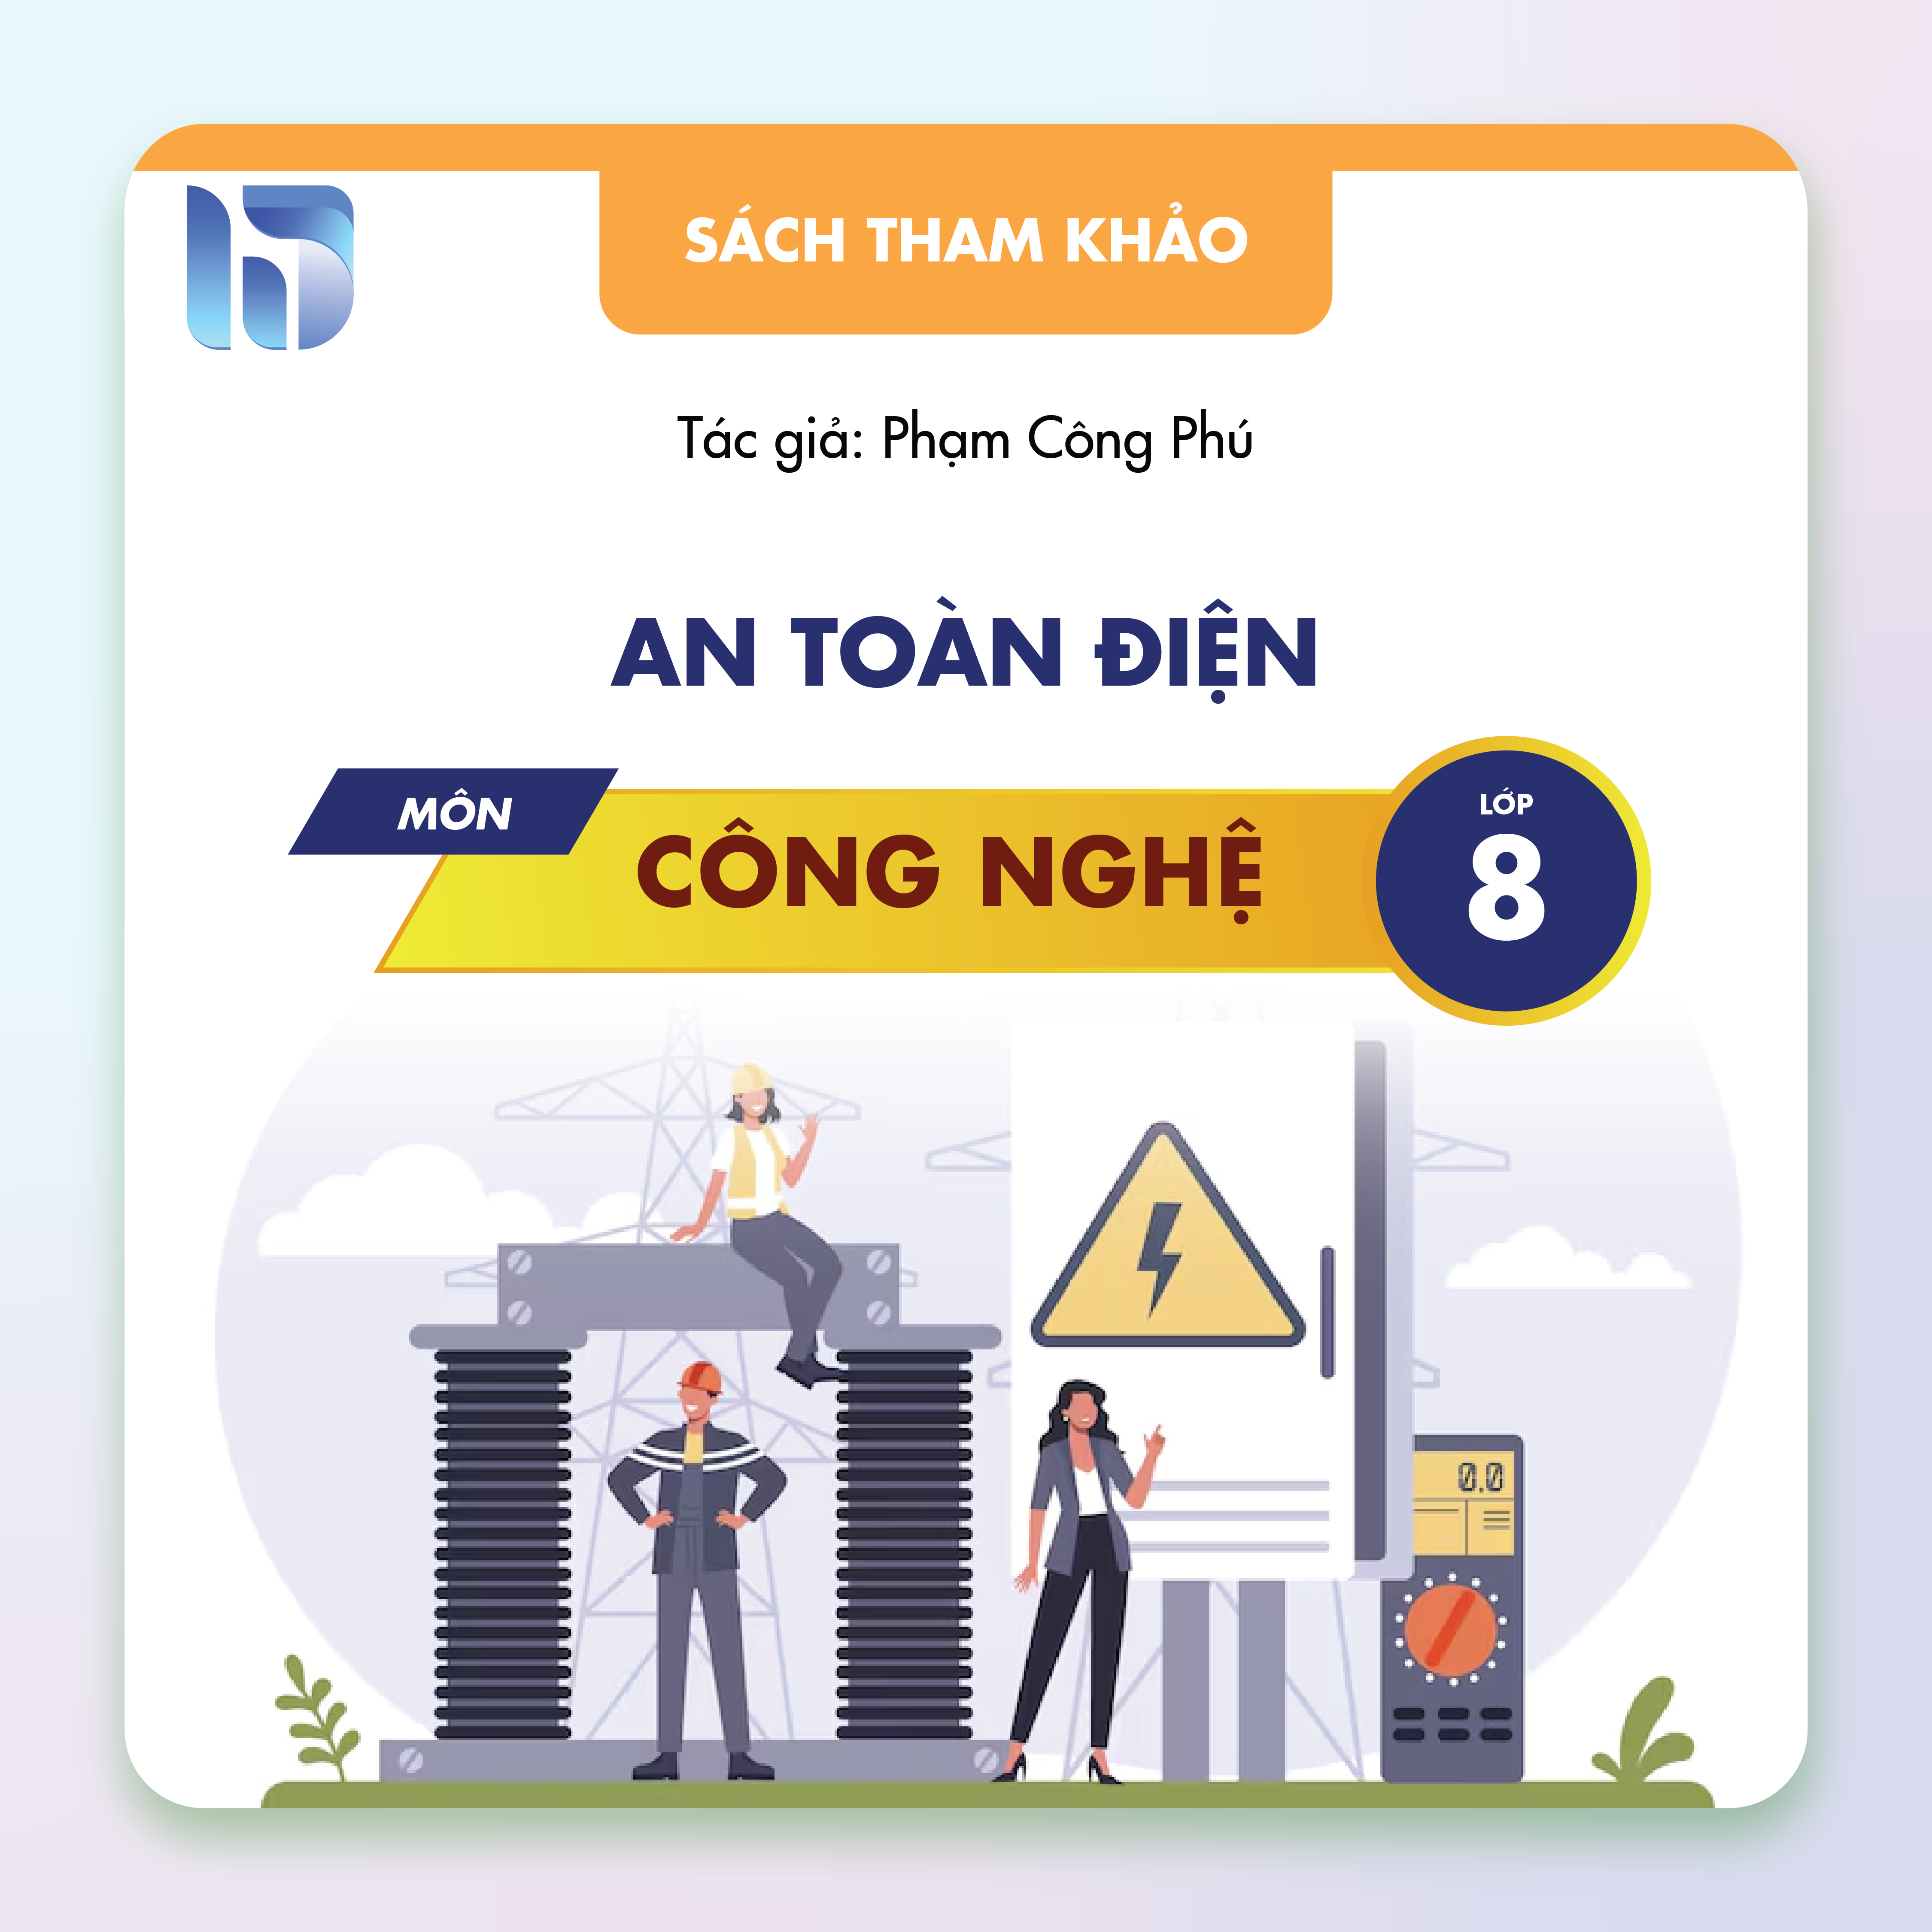 SÁCH THAM KHẢO
Tác giả: Phạm Công Phú
AN TOÀN ĐIỆN
MÔN
CÔNG NGHỆ
LỚP
8
0.0